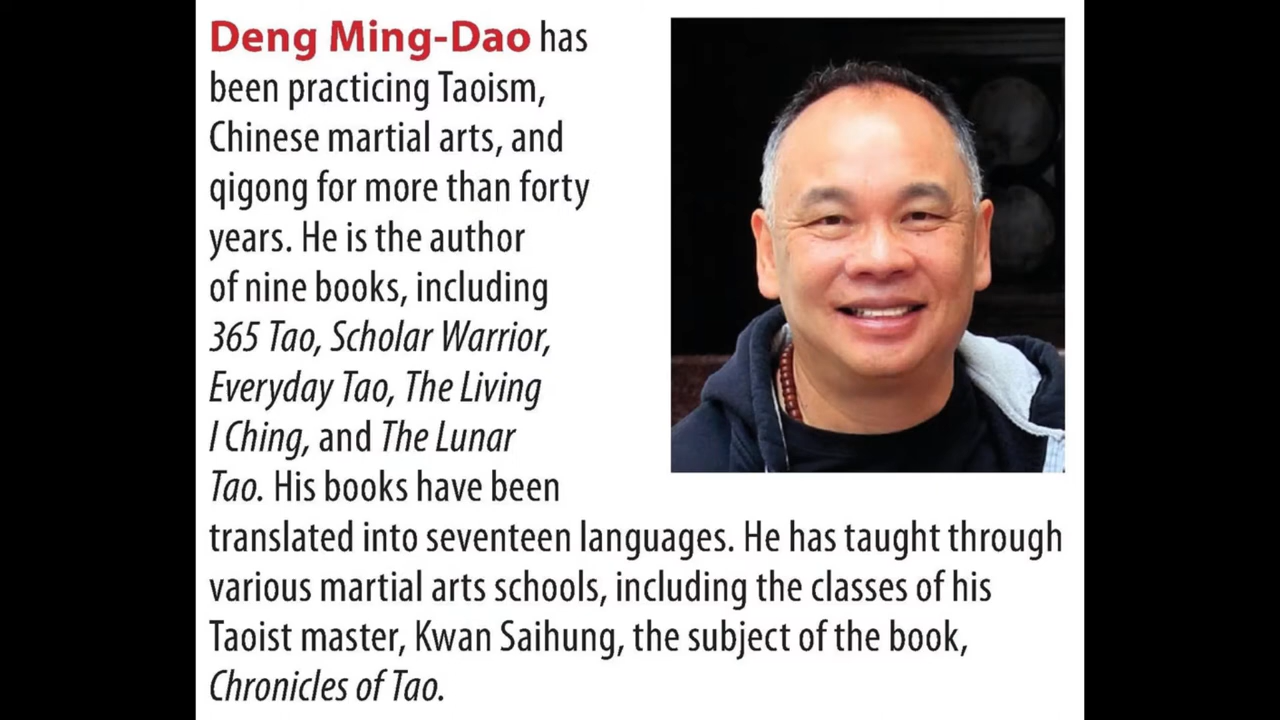 Deng Ming-Dao has
been practicing Taoism,
Chinese martial arts, and
qigong for more than forty
years. He is the author
of nine books, including
365 Tao, Scholar Warrior,
Everyday Tao, The Living
I Ching, and The Lunar
Tao. His books have been
translated into seventeen languages. He has taught through
various martial arts schools, including the classes of his
Taoist master, Kwan Saihung, the subject of the book,
Chronicles of Tao.